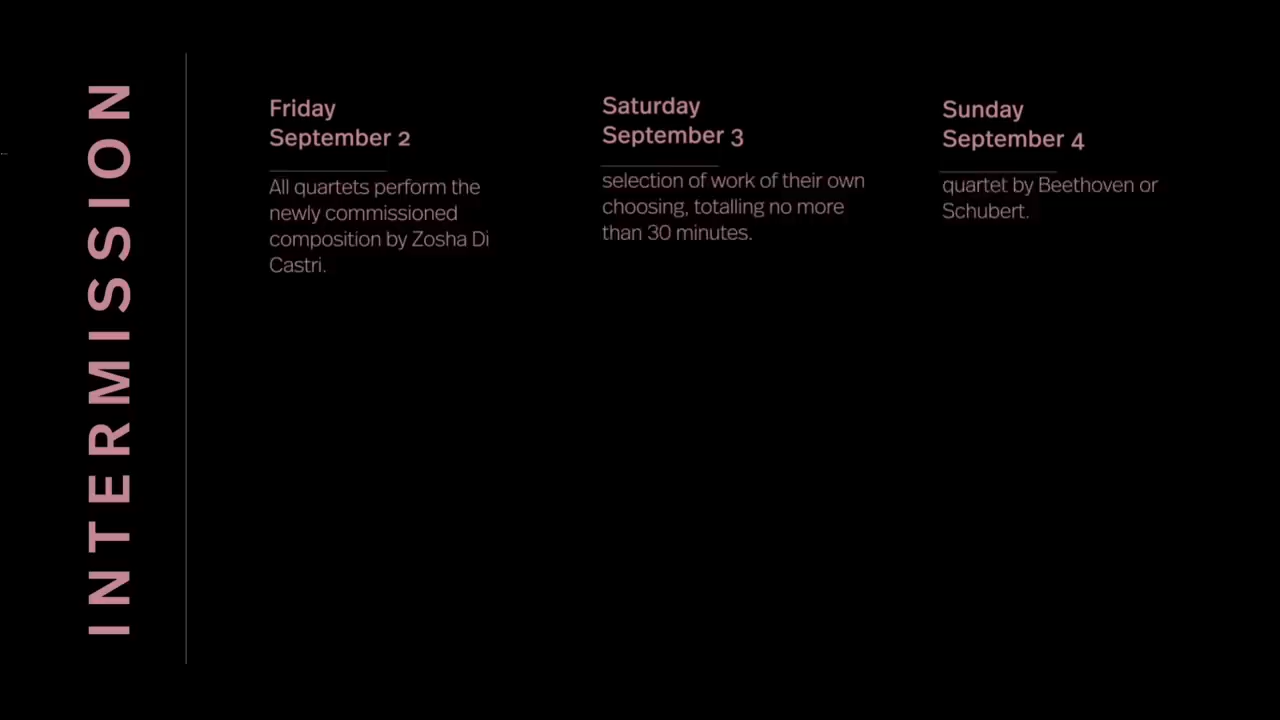 INTERMISSION
Friday
September 2
All quartets perform the
newly commissioned
composition by Zosha Di
Castri.
Saturday
September 3
selection of work of their own
choosing, totalling no more
than 30 minutes.
Sunday
September 4
quartet by Beethoven or
Schubert.